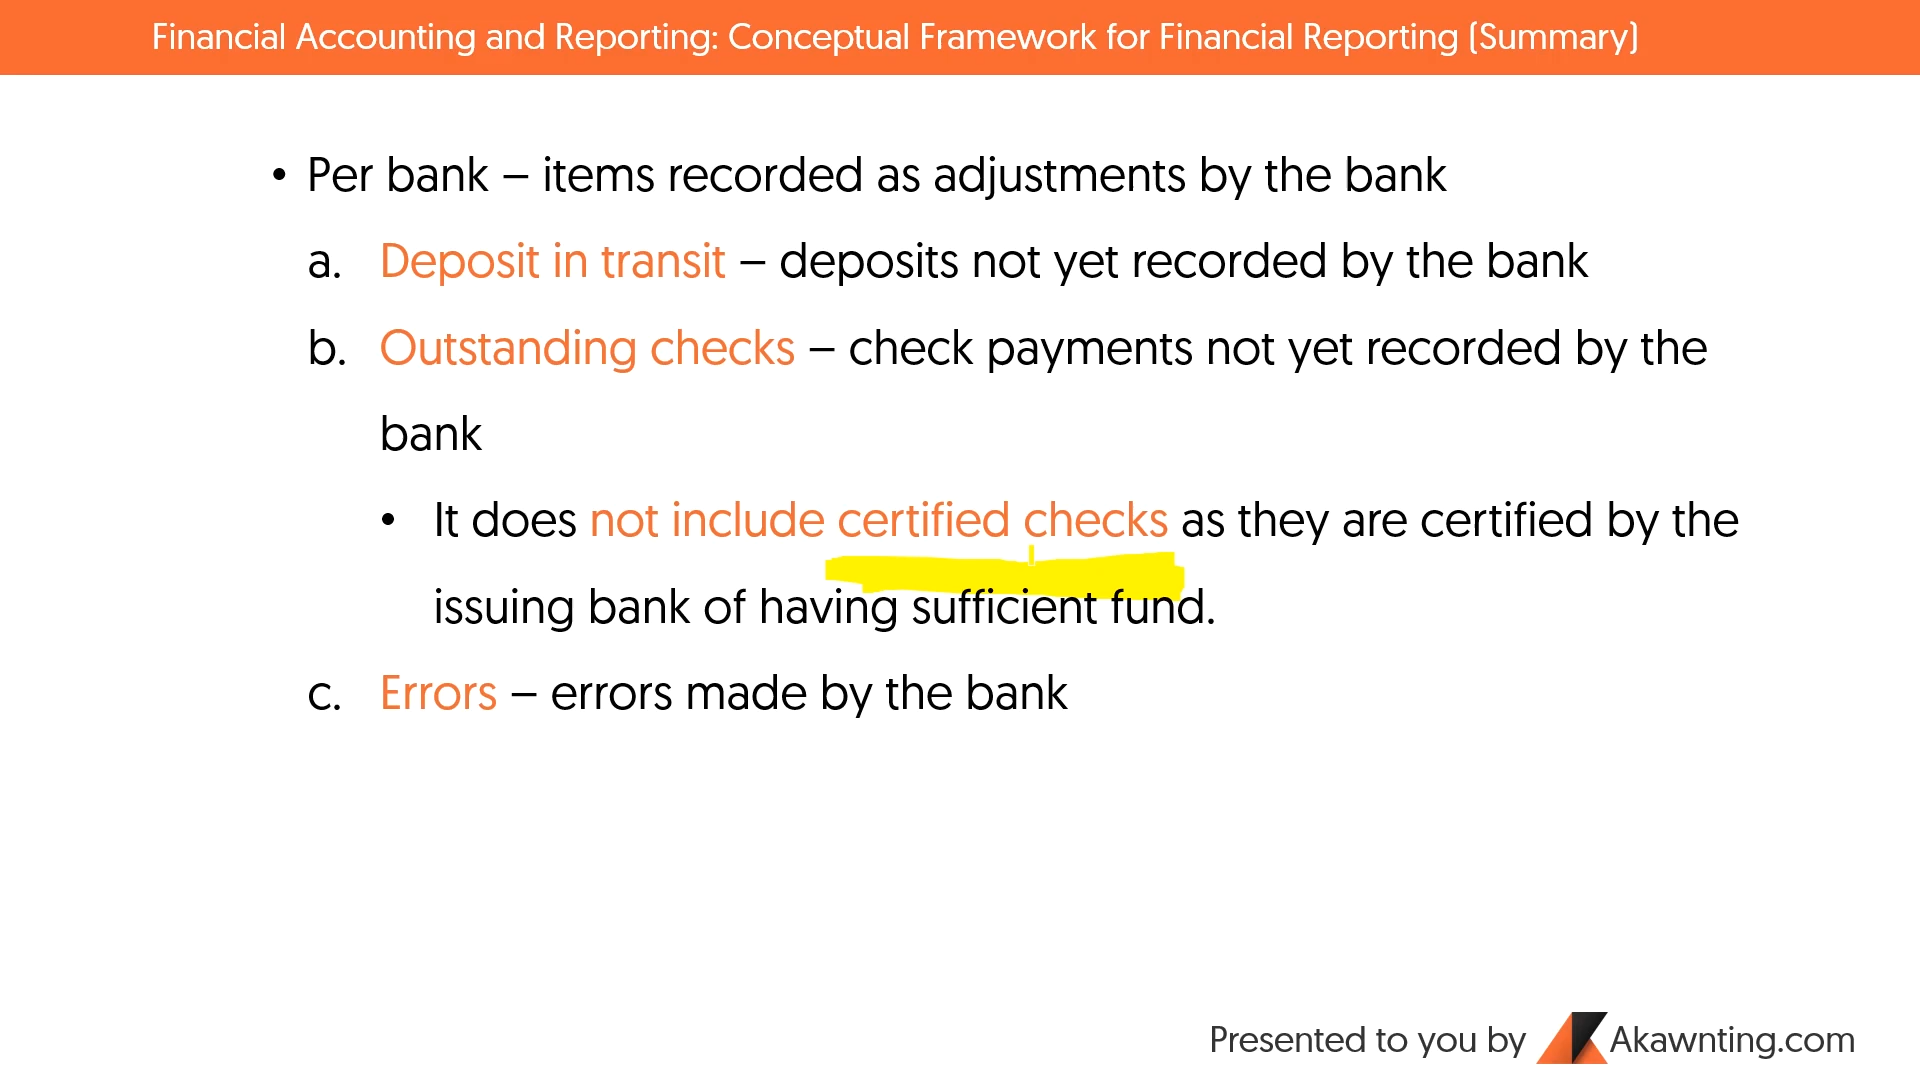 Financial Accounting and Reporting: Conceptual Framework for Financial Reporting (Summary)
• Per bank – items recorded as adjustments by the bank
a. Deposit in transit – deposits not yet recorded by the bank
b. Outstanding checks – check payments not yet recorded by the
bank
• It does not include certified checks as they are certified by the
issuing bank of having sufficient fund.
c. Errors – errors made by the bank
Presented to you by Akawnting.com